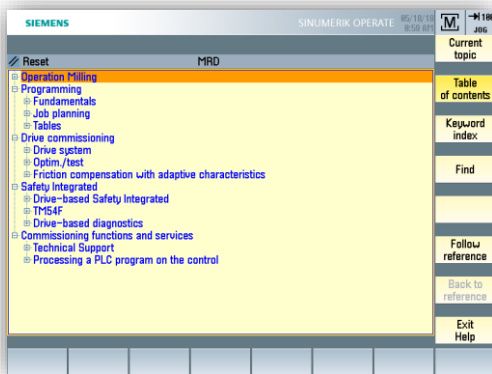 SIEMENS
SINUMERIK OPERATE
M
JOG
Reset
MRD
Operation Milling
Programming
Fundamentals
Job planning
Tables
Drive commissioning
Drive system
Optim./test
Friction compensation with adaptive characteristics
Safety Integrated
Drive-based Safety Integrated
TM54F
Drive-based diagnostics
Commissioning functions and services
Technical Support
Processing a PLC program on the control
Current
topic
Table
of contents
Keyword
index
Find
Follow
reference
Back to
reference
Exit
Help